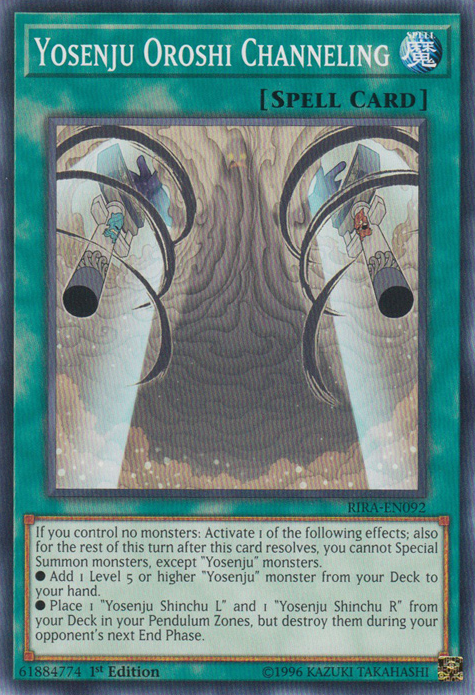 YOSENJU OROSHI CHANNELING
SPELL
魔
[SPELL CARD]
RIRA-EN092
If you control no monsters: Activate 1 of the following effects; also
for the rest of this turn after this card resolves, you cannot Special
Summon monsters, except "Yosenju" monsters.
● Add 1 Level 5 or higher "Yosenju" monster from your Deck to
your hand.
● Place 1 "Yosenju Shinchu L" and 1 "Yosenju Shinchu R" from
your Deck in your Pendulum Zones, but destroy them during your
opponent's next End Phase.
61884774 1st Edition ©1996 KAZUKI TAKAHASHI